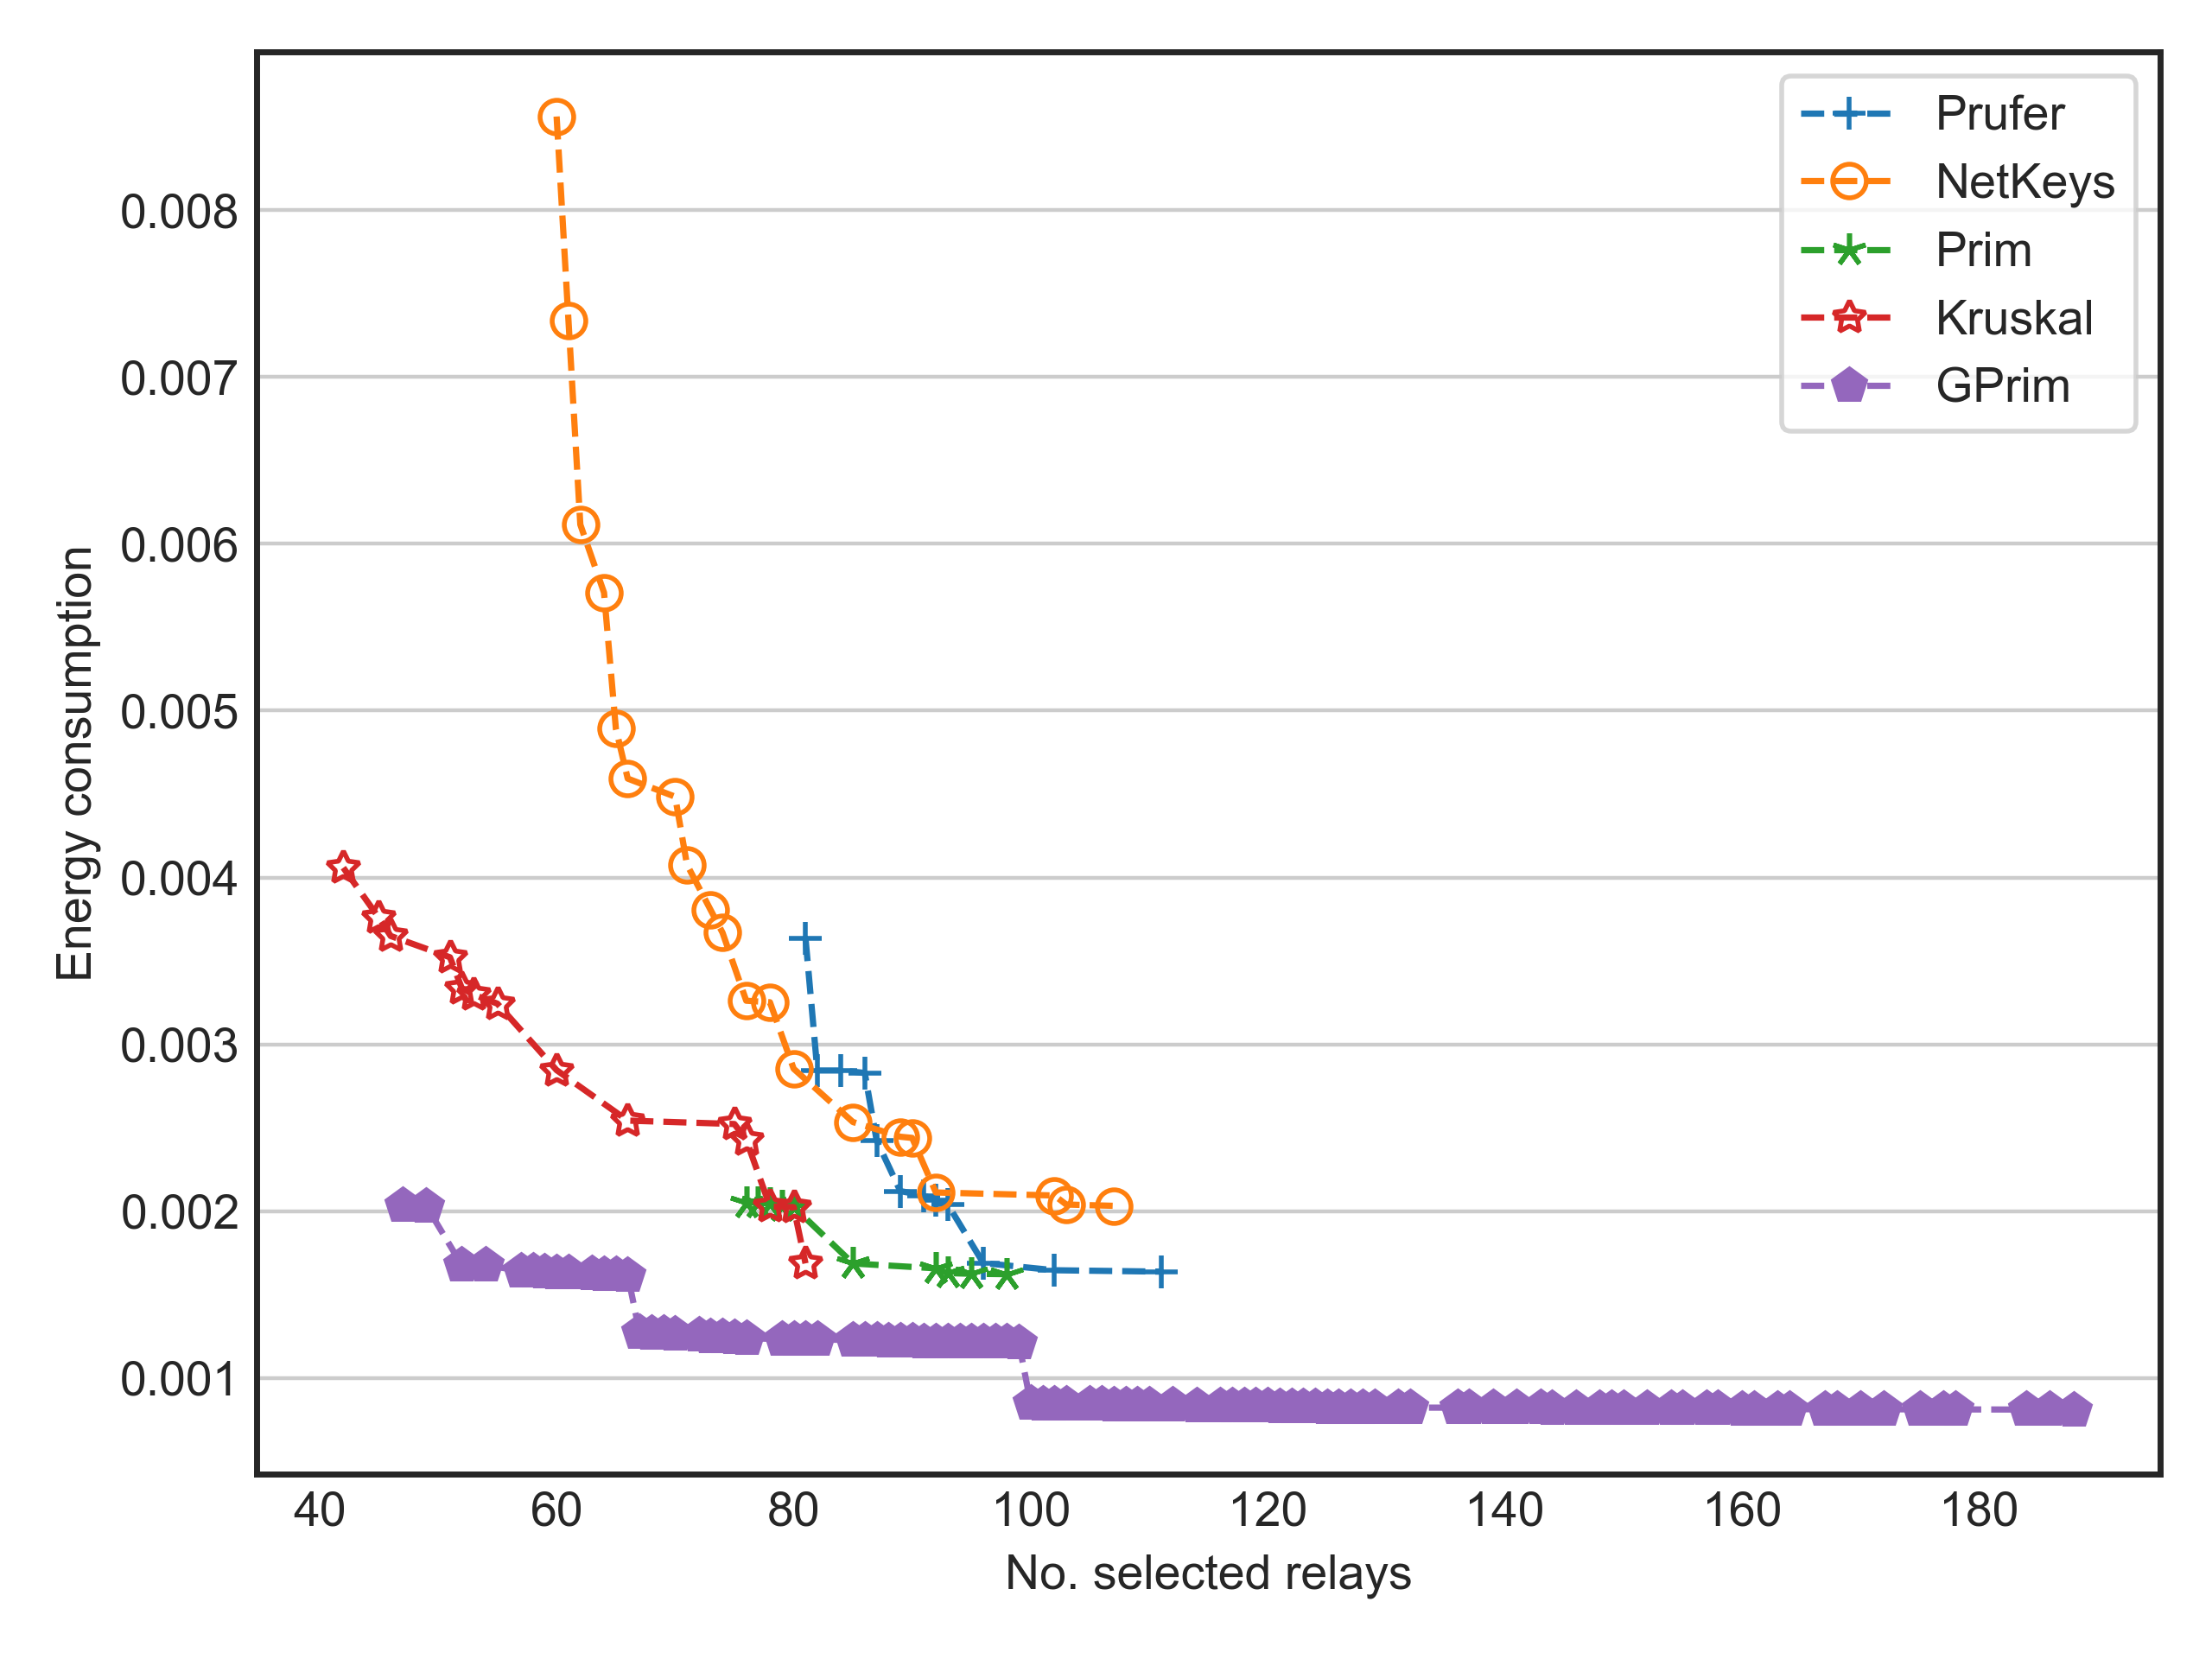 Prufer
NetKeys
Prim
Kruskal
GPrim
Energy consumption
0.008
0.007
0.006
0.005
0.004
0.003
0.002
0.001
40 60 80 100 120 140 160 180
No. selected relays